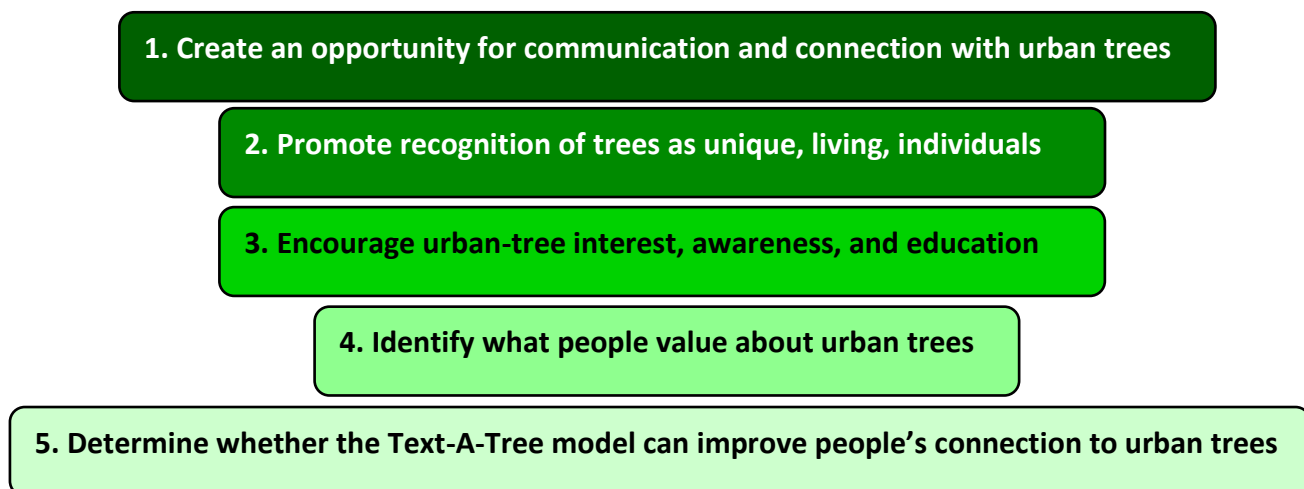 1. Create an opportunity for communication and connection with urban trees
2. Promote recognition of trees as unique, living, individuals
3. Encourage urban-tree interest, awareness, and education
4. Identify what people value about urban trees
5. Determine whether the Text-A-Tree model can improve people’s connection to urban trees